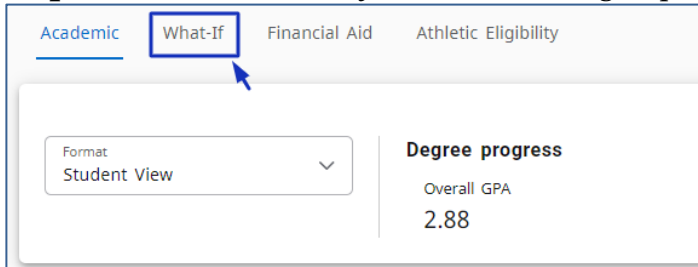 Academic What-If Financial Aid Athletic Eligibility
Format
Student View
Degree progress
Overall GPA
2.88